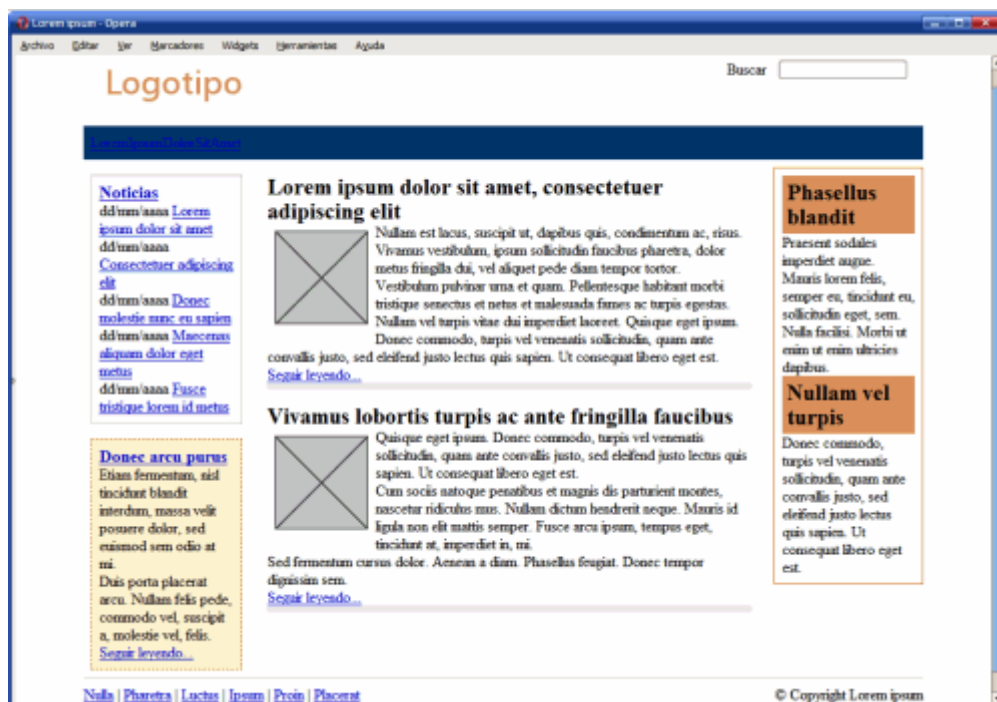 Lorem ipsum - Opera
Archivo Editar Ver Marcadores Widgets Herramientas Ayuda
Logotipo
Buscar
LoremIpsumDolorSitAmet
Noticias
dd/mm/aaaa Lorem
ipsum dolor sit amet
dd/mm/aaaa
Consectetuer adipiscing
elit
dd/mm/aaaa Donec
molestie nunc eu sapien
dd/mm/aaaa Maecenas
aliquam dolor eget
metus
dd/mm/aaaa Fusce
tristique lorem id metus
Donec arcu purus
Etiam fermentum, nisl
tincidunt blandit
interdum, massa velit
posuere dolor, sed
euismod sem odio at
mi.
Duis porta placerat
arcu. Nullam felis pede,
commodo vel, suscipit
a, molestie vel, felis.
Seguir leyendo...
Lorem ipsum dolor sit amet, consectetuer
adipiscing elit
Nullam est lacus, suscipit ut, dapibus quis, condimentum ac, risus.
Vivamus vestibulum, ipsum sollicitudin faucibus pharetra, dolor
metus fringilla dui, vel aliquet pede diam tempor tortor.
Vestibulum pulvinar urna et quam. Pellentesque habitant morbi
tristique senectus et netus et malesuada fames ac turpis egestas.
Nullam vel turpis vitae dui imperdiet laoreet. Quisque eget ipsum.
Donec commodo, turpis vel venenatis sollicitudin, quam ante
convallis justo, sed eleifend justo lectus quis sapien. Ut consequat libero eget est.
Seguir leyendo...
Vivamus lobortis turpis ac ante fringilla faucibus
Quisque eget ipsum. Donec commodo, turpis vel venenatis
sollicitudin, quam ante convallis justo, sed eleifend justo lectus quis
sapien. Ut consequat libero eget est.
Cum sociis natoque penatibus et magnis dis parturient montes,
nascetur ridiculus mus. Nullam dictum hendrerit neque. Mauris id
ligula non elit mattis semper. Fusce arcu ipsum, tempus eget,
tincidunt at, imperdiet in, mi.
Sed fermentum cursus dolor. Aenean a diam. Phasellus feugiat. Donec tempor
dignissim sem.
Seguir leyendo...
Phasellus
blandit
Praesent sodales
imperdiet augue.
Mauris lorem felis,
semper eu, tincidunt eu,
sollicitudin eget, sem.
Nulla facilisi. Morbi ut
enim ut enim ultricies
dapibus.
Nullam vel
turpis
Donec commodo,
turpis vel venenatis
sollicitudin, quam ante
convallis justo, sed
eleifend justo lectus
quis sapien. Ut
consequat libero eget
est.
Nulla | Pharetra | Luctus | Ipsum | Proin | Placerat
© Copyright Lorem ipsum